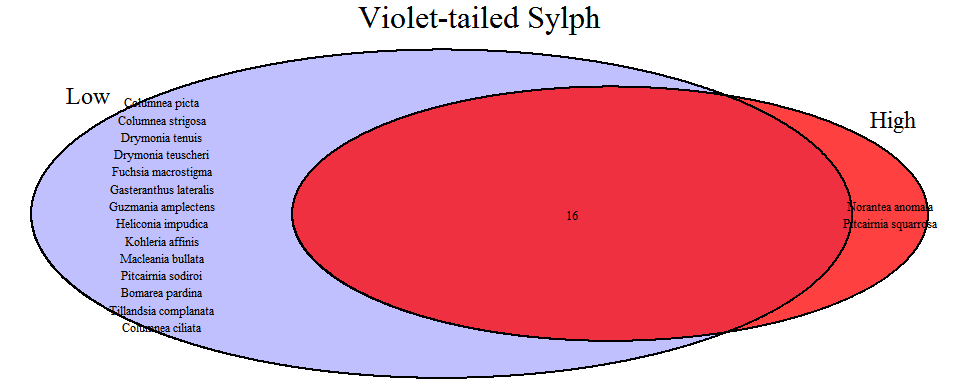 Violet-tailed Sylph
Low
High
Columnea picta
Columnea strigosa
Drymonia tenuis
Drymonia teuscheri
Fuchsia macrostigma
Gasteranthus lateralis
Guzmania amplectens
Heliconia impudica
Kohleria affinis
Macleania bullata
Pitcairnia sodiroi
Bomarea pardina
Tillandsia complanata
Columnea ciliata
16
Norantea anomala
Pitcairnia squarrosa